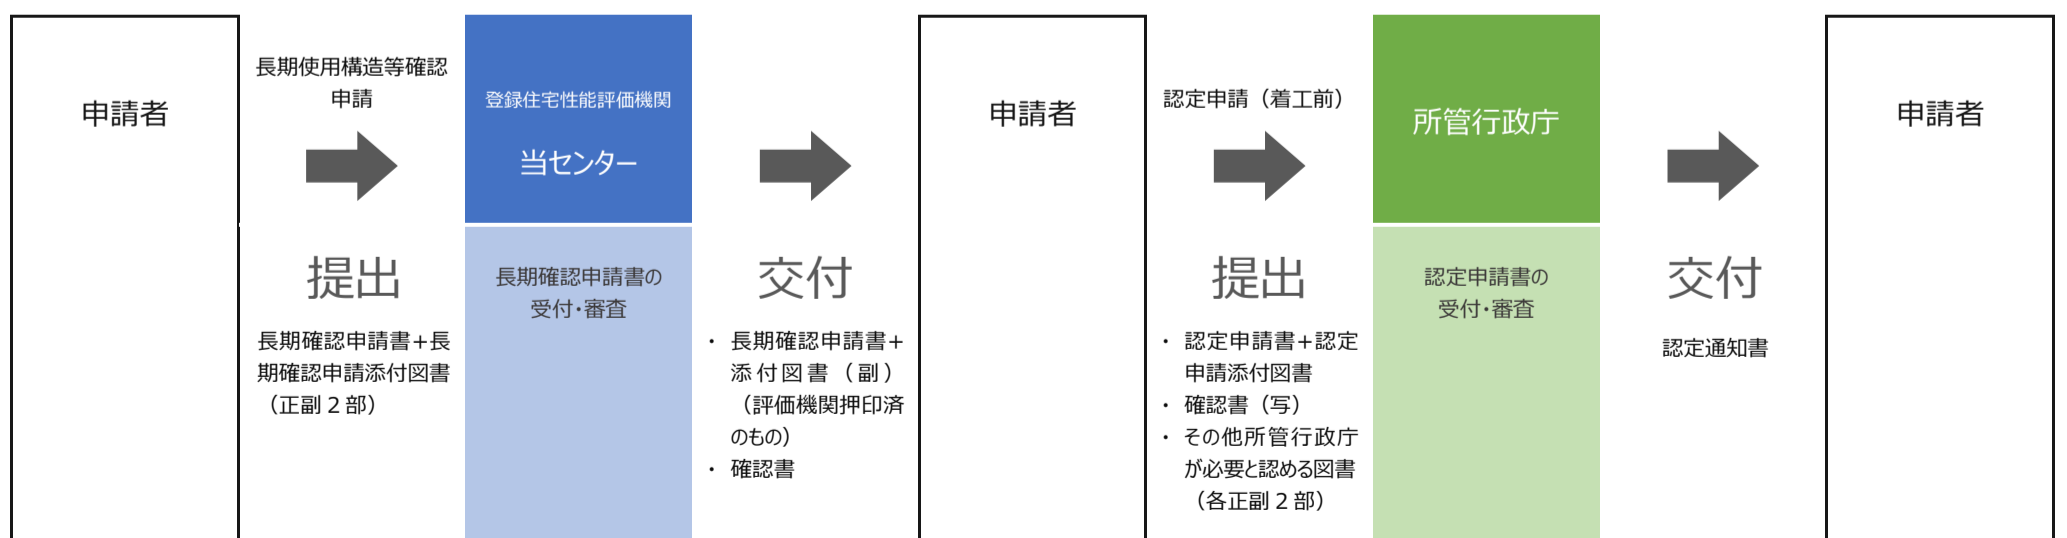 申請者
長期使用構造等確認
申請
提出
長期確認申請書+長
期確認申請添付図書
（正副２部）
登録住宅性能評価機関
当センター
長期確認申請書の
受付・審査
交付
・ 長期確認申請書+
添付図書（副）
（評価機関押印済
のもの）
・ 確認書
申請者
認定申請（着工前）
提出
・ 認定申請書+認定
申請添付図書
・ 確認書（写）
・ その他所管行政庁
が必要と認める図書
（各正副２部）
所管行政庁
認定申請書の
受付・審査
交付
認定通知書
申請者